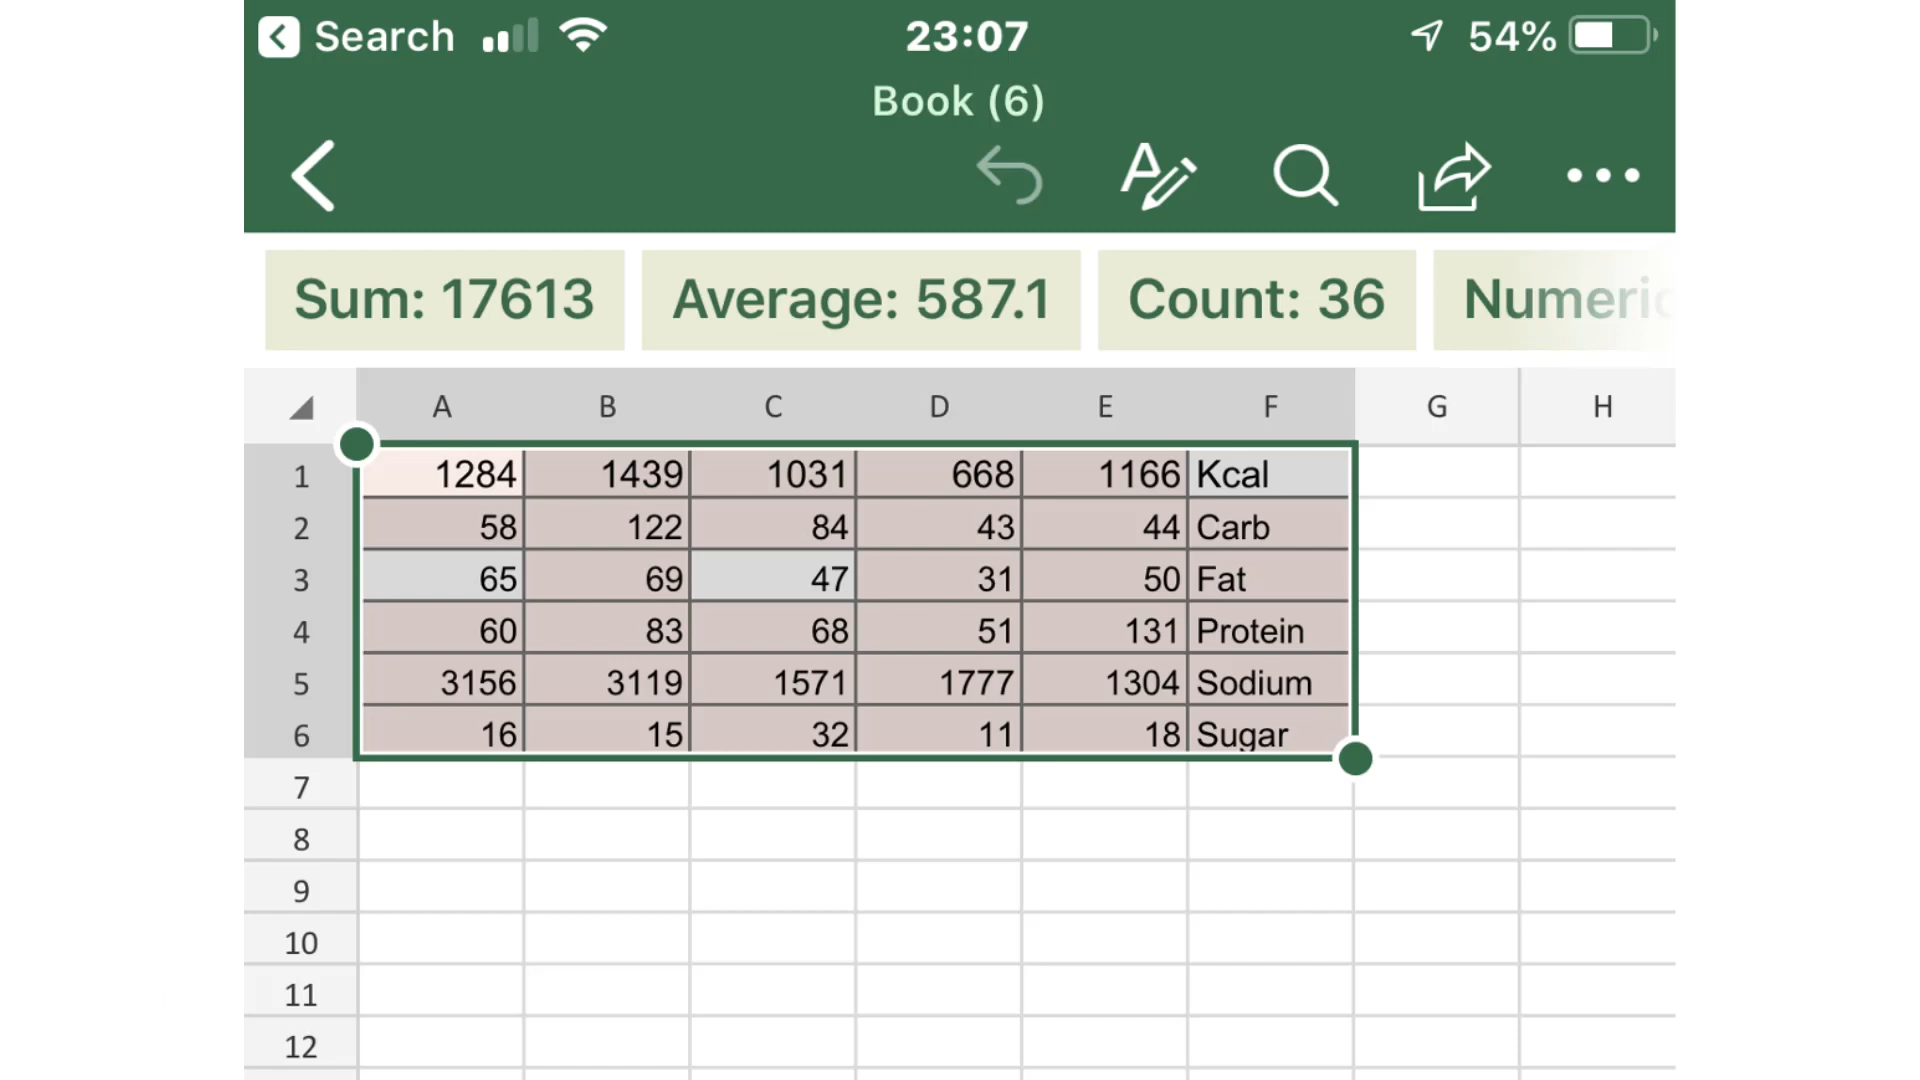 Search 23:07 54%
Book (6)
Sum: 17613 Average: 587.1 Count: 36 Numeric
A B C D E F G H
1 1284 1439 1031 668 1166 Kcal
2 58 122 84 43 44 Carb
3 65 69 47 31 50 Fat
4 60 83 68 51 131 Protein
5 3156 3119 1571 1777 1304 Sodium
6 16 15 32 11 18 Sugar
7
8
9
10
11
12